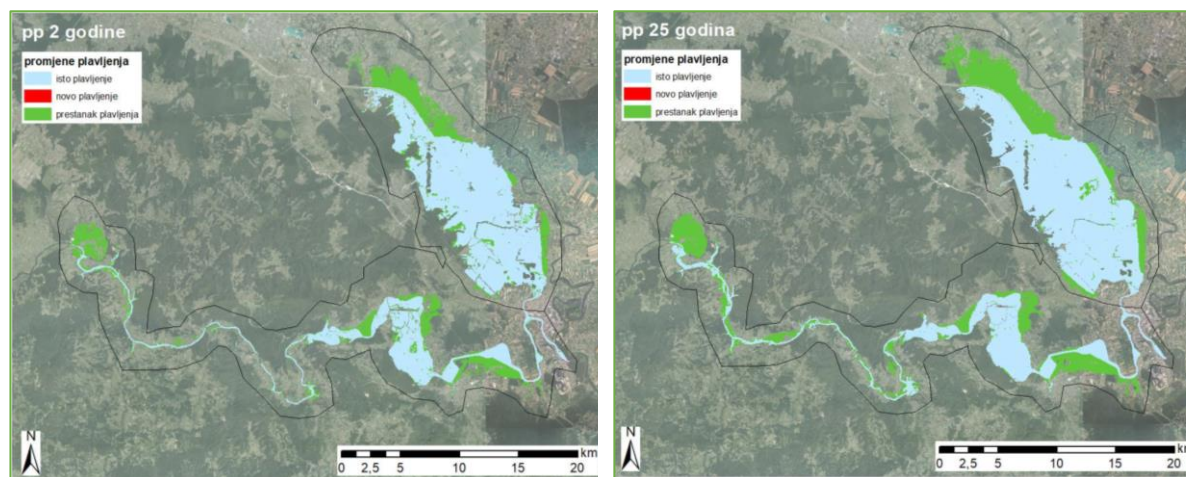 pp 2 godine
promjene plavljenja
isto plavljenje
novo plavljenje
prestanak plavljenja
N
km
0 2,5 5 10 15 20
pp 25 godina
promjene plavljenja
isto plavljenje
novo plavljenje
prestanak plavljenja
N
km
0 2,5 5 10 15 20